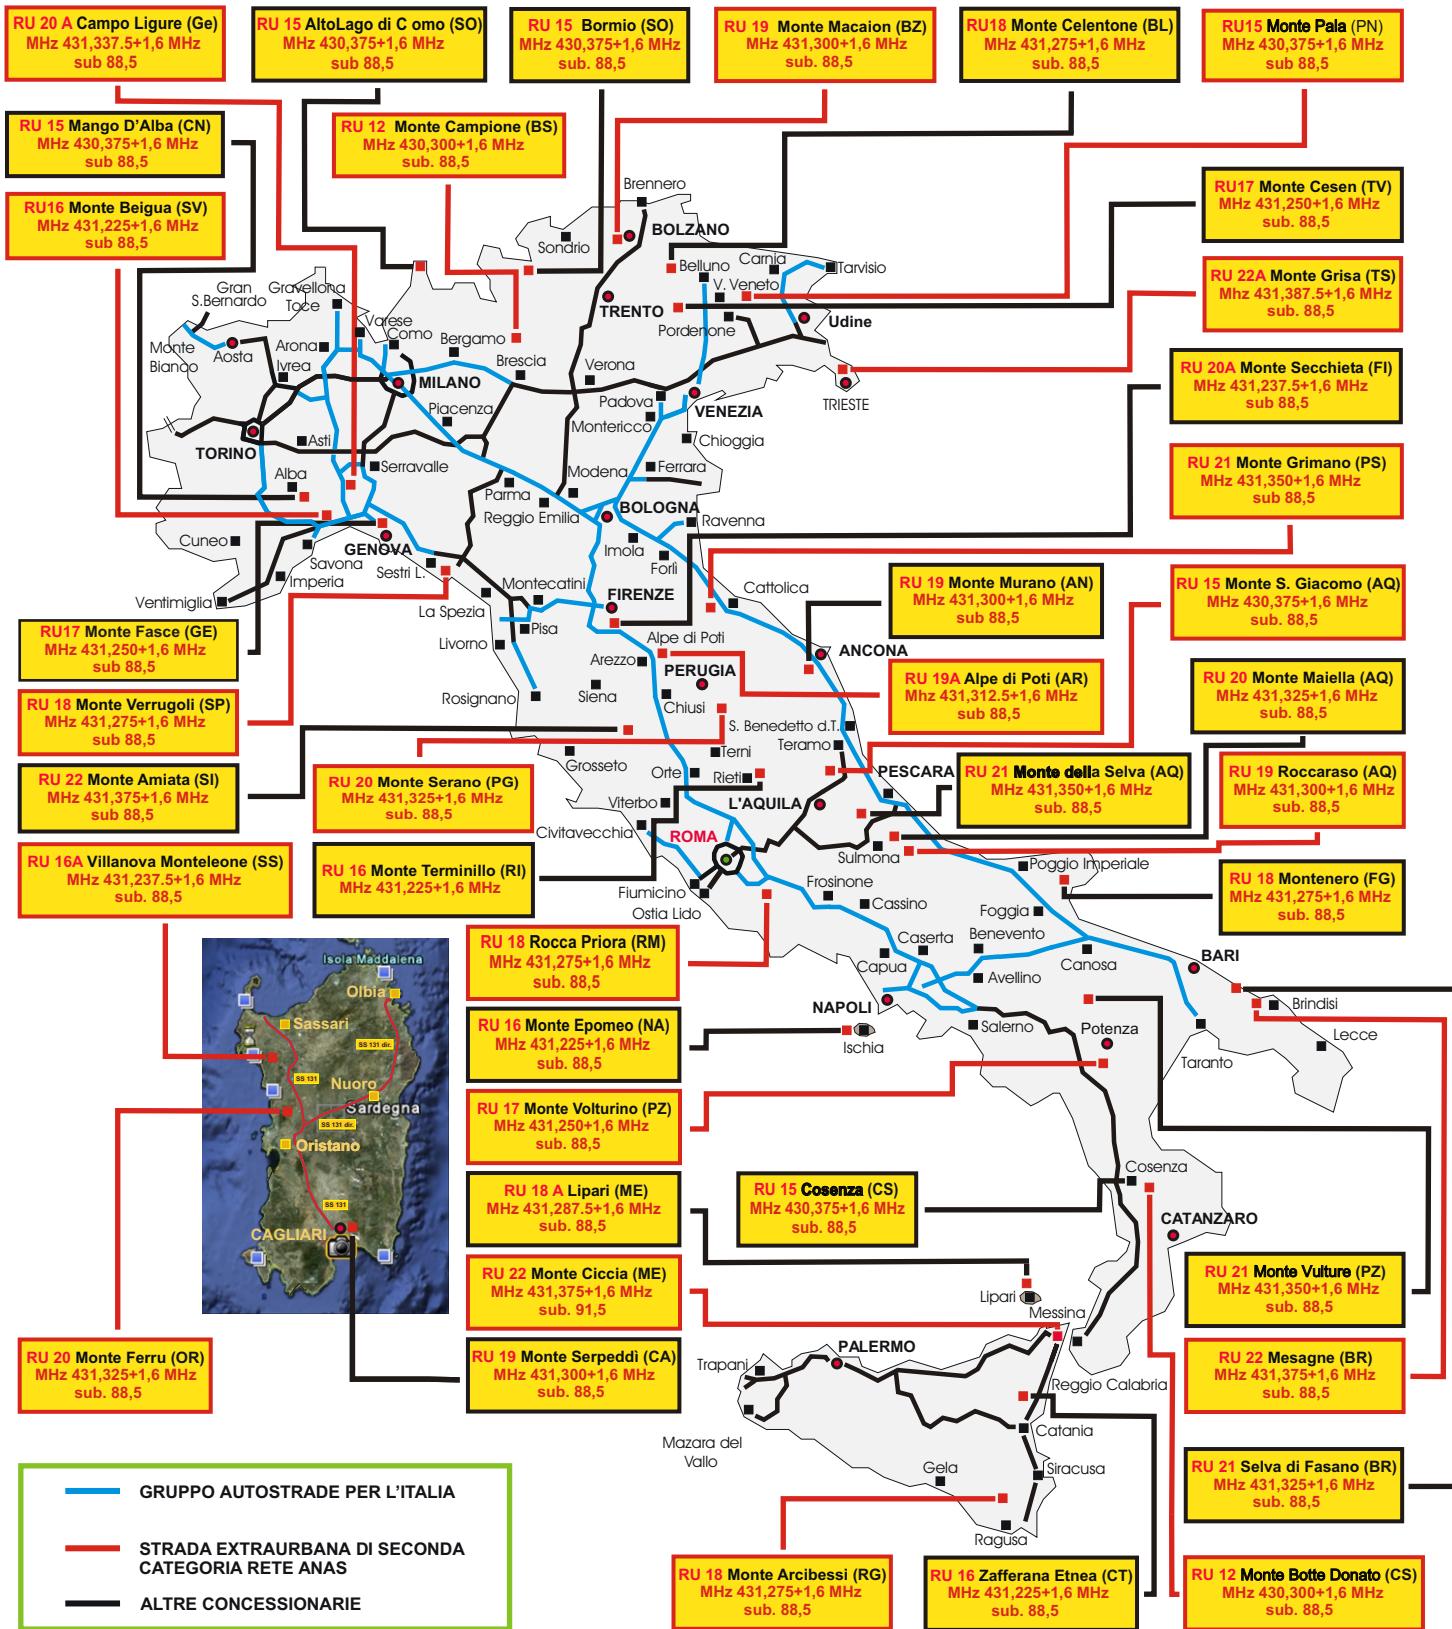 RU 20 A Campo Ligure (Ge)
MHz 431,337.5+1,6 MHz
sub 88,5
RU 15 AltoLago di C omo (SO)
MHz 430,375+1,6 MHz
sub 88,5
RU 15 Bormio (SO)
MHz 430,375+1,6 MHz
sub. 88,5
RU 19 Monte Macaion (BZ)
MHz 431,300+1,6 MHz
sub. 88,5
RU18 Monte Celentone (BL)
MHz 431,275+1,6 MHz
sub. 88,5
RU15 Monte Pala (PN)
MHz 430,375+1,6 MHz
sub 88,5
RU 15 Mango D'Alba (CN)
MHz 430,375+1,6 MHz
sub 88,5
RU 12 Monte Campione (BS)
MHz 430,300+1,6 MHz
sub. 88,5
RU16 Monte Beigua (SV)
MHz 431,225+1,6 MHz
sub 88,5
RU17 Monte Cesen (TV)
MHz 431,250+1,6 MHz
sub. 88,5
RU 22A Monte Grisa (TS)
Mhz 431,387.5+1,6 MHz
sub. 88,5
RU 20A Monte Secchieta (FI)
MHz 431,237.5+1,6 MHz
sub 88,5
RU 21 Monte Grimano (PS)
MHz 431,350+1,6 MHz
sub 88,5
RU 19 Monte Murano (AN)
MHz 431,300+1,6 MHz
sub 88,5
RU 15 Monte S. Giacomo (AQ)
MHz 430,375+1,6 MHz
sub 88,5
RU17 Monte Fasce (GE)
MHz 431,250+1,6 MHz
sub 88,5
RU 19A Alpe di Poti (AR)
Mhz 431,312.5+1,6 MHz
sub 88,5
RU 20 Monte Maiella (AQ)
MHz 431,325+1,6 MHz
sub. 88,5
RU 18 Monte Verrugoli (SP)
MHz 431,275+1,6 MHz
sub 88,5
RU 22 Monte Amiata (SI)
MHz 431,375+1,6 MHz
sub 88,5
RU 20 Monte Serano (PG)
MHz 431,325+1,6 MHz
sub. 88,5
RU 21 Monte della Selva (AQ)
MHz 431,350+1,6 MHz
sub. 88,5
RU 19 Roccaraso (AQ)
MHz 431,300+1,6 MHz
sub. 88,5
RU 16A Villanova Monteleone (SS)
MHz 431,237.5+1,6 MHz
sub. 88,5
RU 16 Monte Terminillo (RI)
MHz 431,225+1,6 MHz
RU 18 Montenero (FG)
MHz 431,275+1,6 MHz
sub. 88,5
RU 18 Rocca Priora (RM)
MHz 431,275+1,6 MHz
sub. 88,5
RU 16 Monte Epomeo (NA)
MHz 431,225+1,6 MHz
sub. 88,5
RU 17 Monte Volturino (PZ)
MHz 431,250+1,6 MHz
sub. 88,5
RU 18 A Lipari (ME)
MHz 431,287.5+1,6 MHz
sub. 88,5
RU 15 Cosenza (CS)
MHz 430,375+1,6 MHz
sub. 88,5
RU 22 Monte Ciccia (ME)
MHz 431,375+1,6 MHz
sub. 91,5
RU 21 Monte Vulture (PZ)
MHz 431,350+1,6 MHz
sub. 88,5
RU 20 Monte Ferru (OR)
MHz 431,325+1,6 MHz
sub. 88,5
RU 19 Monte Serpeddì (CA)
MHz 431,300+1,6 MHz
sub. 88,5
RU 22 Mesagne (BR)
MHz 431,375+1,6 MHz
sub. 88,5
RU 21 Selva di Fasano (BR)
MHz 431,325+1,6 MHz
sub. 88,5
RU 18 Monte Arcibessi (RG)
MHz 431,275+1,6 MHz
sub. 88,5
RU 16 Zafferana Etnea (CT)
MHz 431,225+1,6 MHz
sub. 88,5
RU 12 Monte Botte Donato (CS)
MHz 430,300+1,6 MHz
sub. 88,5
Brennero
BOLZANO
Sondrio
Belluno
Carnia
Tarvisio
V. Veneto
TRENTO
Pordenone
Udine
Gran
S.Bernardo
Gravellona
Toce
Varese
Como
Monte
Bianco
Aosta
Arona
Ivrea
Bergamo
Brescia
Verona
MILANO
Padova
VENEZIA
TRIESTE
Piacenza
Montericco
Chioggia
TORINO
Asti
Alba
Serravalle
Modena
Ferrara
Parma
Reggio Emilia
BOLOGNA
Ravenna
Cuneo
GENOVA
Savona
Sestri L.
Imola
Forlì
Imperia
Ventimiglia
Montecatini
La Spezia
FIRENZE
Cattolica
Pisa
Livorno
Alpe di Poti
ANCONA
Arezzo
PERUGIA
Rosignano
Siena
Chiusi
S. Benedetto d.T.
Teramo
Grosseto
Terni
Orte
Rieti
PESCARA
Viterbo
L'AQUILA
Civitavecchia
ROMA
Sulmona
Poggio Imperiale
Fiumicino
Ostia Lido
Frosinone
Cassino
Foggia
Caserta
Benevento
Capua
Avellino
Canosa
BARI
NAPOLI
Brindisi
Salerno
Potenza
Ischia
Taranto
Lecce
Cosenza
CATANZARO
Lipari
Messina
Trapani
PALERMO
Reggio Calabria
Mazara del
Vallo
Catania
Gela
Siracusa
Ragusa
Isola Maddalena
Olbia
Sassari
SS 131 dir.
SS 131
Nuoro
Sardegna
SS 131 dir.
Oristano
SS 131
CAGLIARI
GRUPPO AUTOSTRADE PER L'ITALIA
STRADA EXTRAURBANA DI SECONDA
CATEGORIA RETE ANAS
ALTRE CONCESSIONARIE